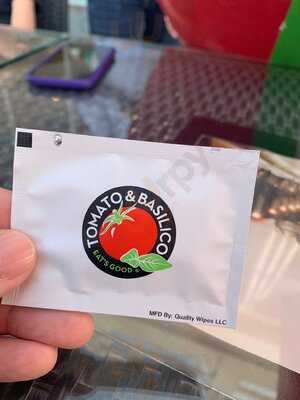 TOMATO & BASILICO
EAT'S GOOD ©
MFD By: Quality Wipes LLC